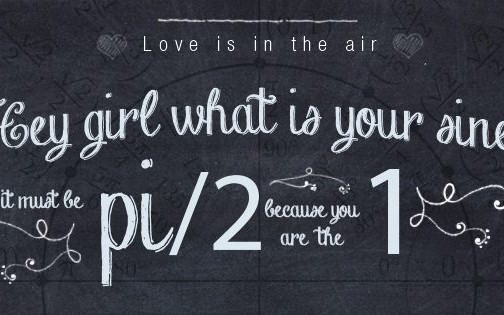 Love is in the air
Hey girl what is your sine
it must be
pi/2
because you
are the
1